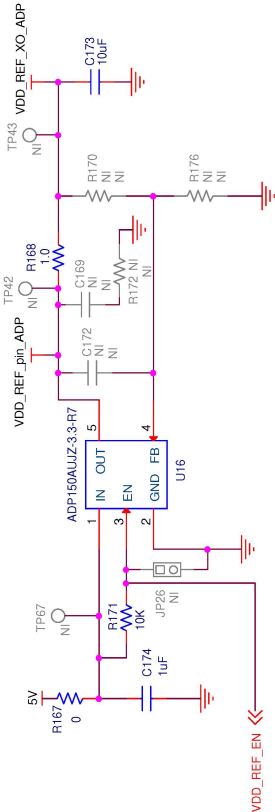 VDD_REF_XO_ADP
C173
10uF
TP43
NI
R170
NI
NI
R176
NI
NI
R168
1.0
TP42
NI
C169
NI
NI
R172 NI
NI
VDD_REF_pin_ADP
C172
NI
NI
ADP150AUJZ-3.3-R7
5
4
OUT
FB
IN
EN
GND
U16
1
3
2
TP67
NI
R171
10K
JP26
NI
5V
R167
0
C174
1uF
VDD_REF_EN